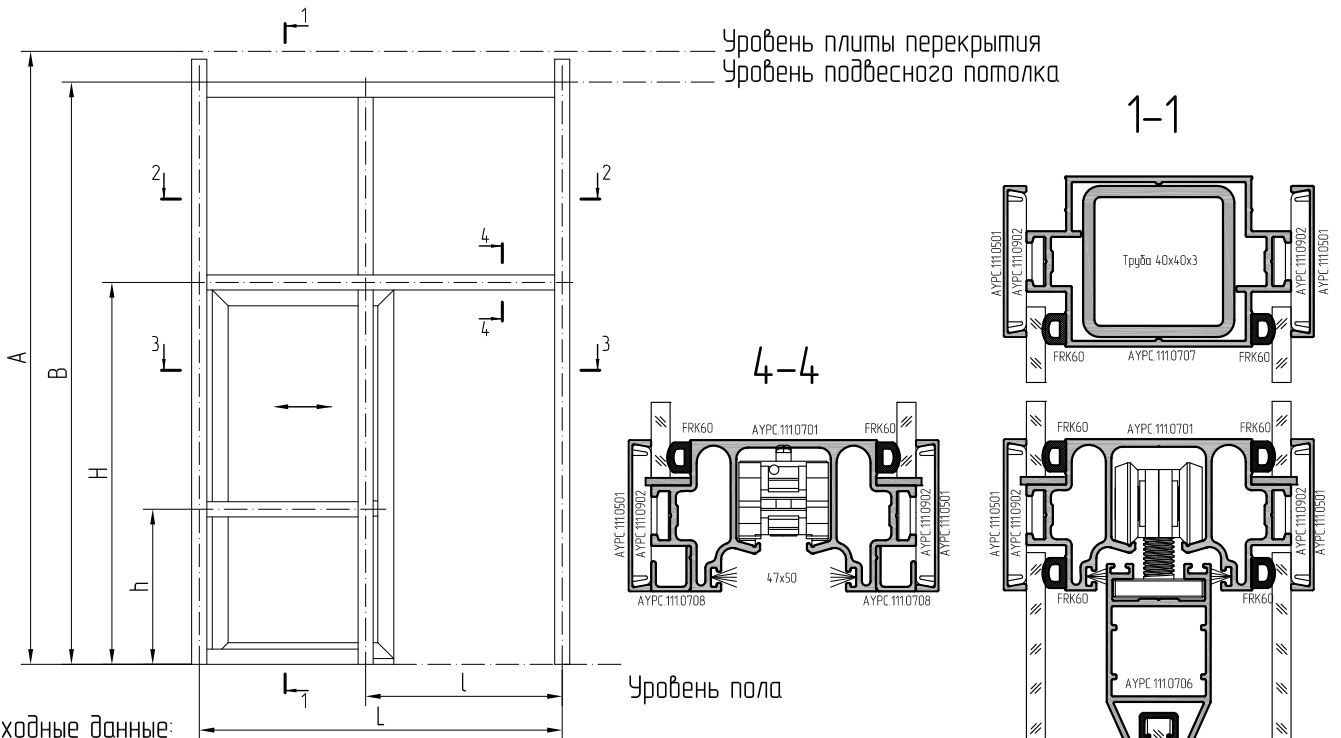 1
Уровень плиты перекрытия
Уровень подвесного потолка
1-1
2
2
4
4
3
3
A
B
H
h
1
l
L
Уровень пола
ходные данные:
4-4
FRK60
AYPC.111.0701
FRK60
AYPC.111.0501
AYPC.111.0902
AYPC.111.0902
AYPC.111.0501
47x50
AYPC.111.0708
AYPC.111.0708
AYPC.111.0501
AYPC.111.0902
Труба 40x40x3
AYPC.111.0902
AYPC.111.0501
FRK60
AYPC.111.0707
FRK60
FRK60
AYPC.111.0701
FRK60
AYPC.111.0501
AYPC.111.0902
AYPC.111.0902
AYPC.111.0501
FRK60
FRK60
AYPC.111.0706